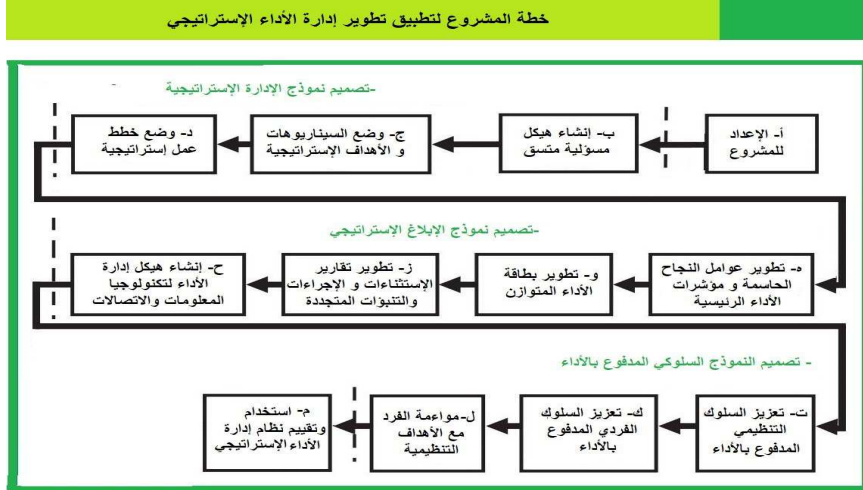 خطة المشروع لتطبيق تطوير إدارة الأداء الإستراتيجي
-تصميم نموذج الإدارة الإستراتيجية
أ- الإعداد
للمشروع
ب- إنشاء هيكل
مسؤلية متسق
ج- وضع السيناريوهات
و الأهداف الإستراتيجية
د- وضع خطط
عمل إستراتيجية
-تصميم نموذج الإبلاغ الإستراتيجي
ه- تطوير عوامل النجاح
الحاسمة و مؤشرات
الأداء الرئيسية
و- تطوير بطاقة
الأداء المتوازن
ز- تطوير تقارير
الإستثناءات و الإجراءات
والتنبؤات المتجددة
ح- إنشاء هيكل إدارة
الأداء لتكنولوجيا
المعلومات والاتصالات
- تصميم النموذج السلوكي المدفوع بالأداء
ت- تعزيز السلوك
التنظيمي
المدفوع بالأداء
ك- تعزيز السلوك
الفردي المدفوع
بالأداء
ل-مواءمة الفرد
مع الأهداف
التنظيمية
م- استخدام
وتقييم نظام إدارة
الأداء الإستراتيجي